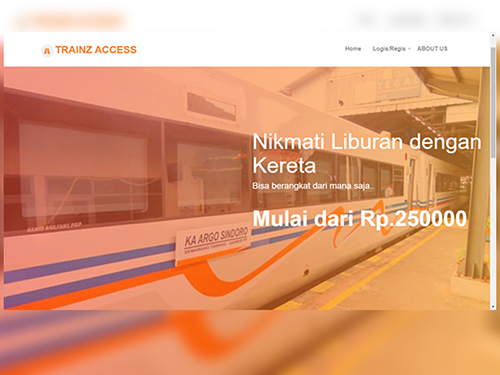 TRAINZ ACCESS
Home Logis/Regis ABOUT US
Nikmati Liburan dengan
Kereta
Bisa berangkat dari mana saja..
Mulai dari Rp.250000
KA ARGO SINDORO